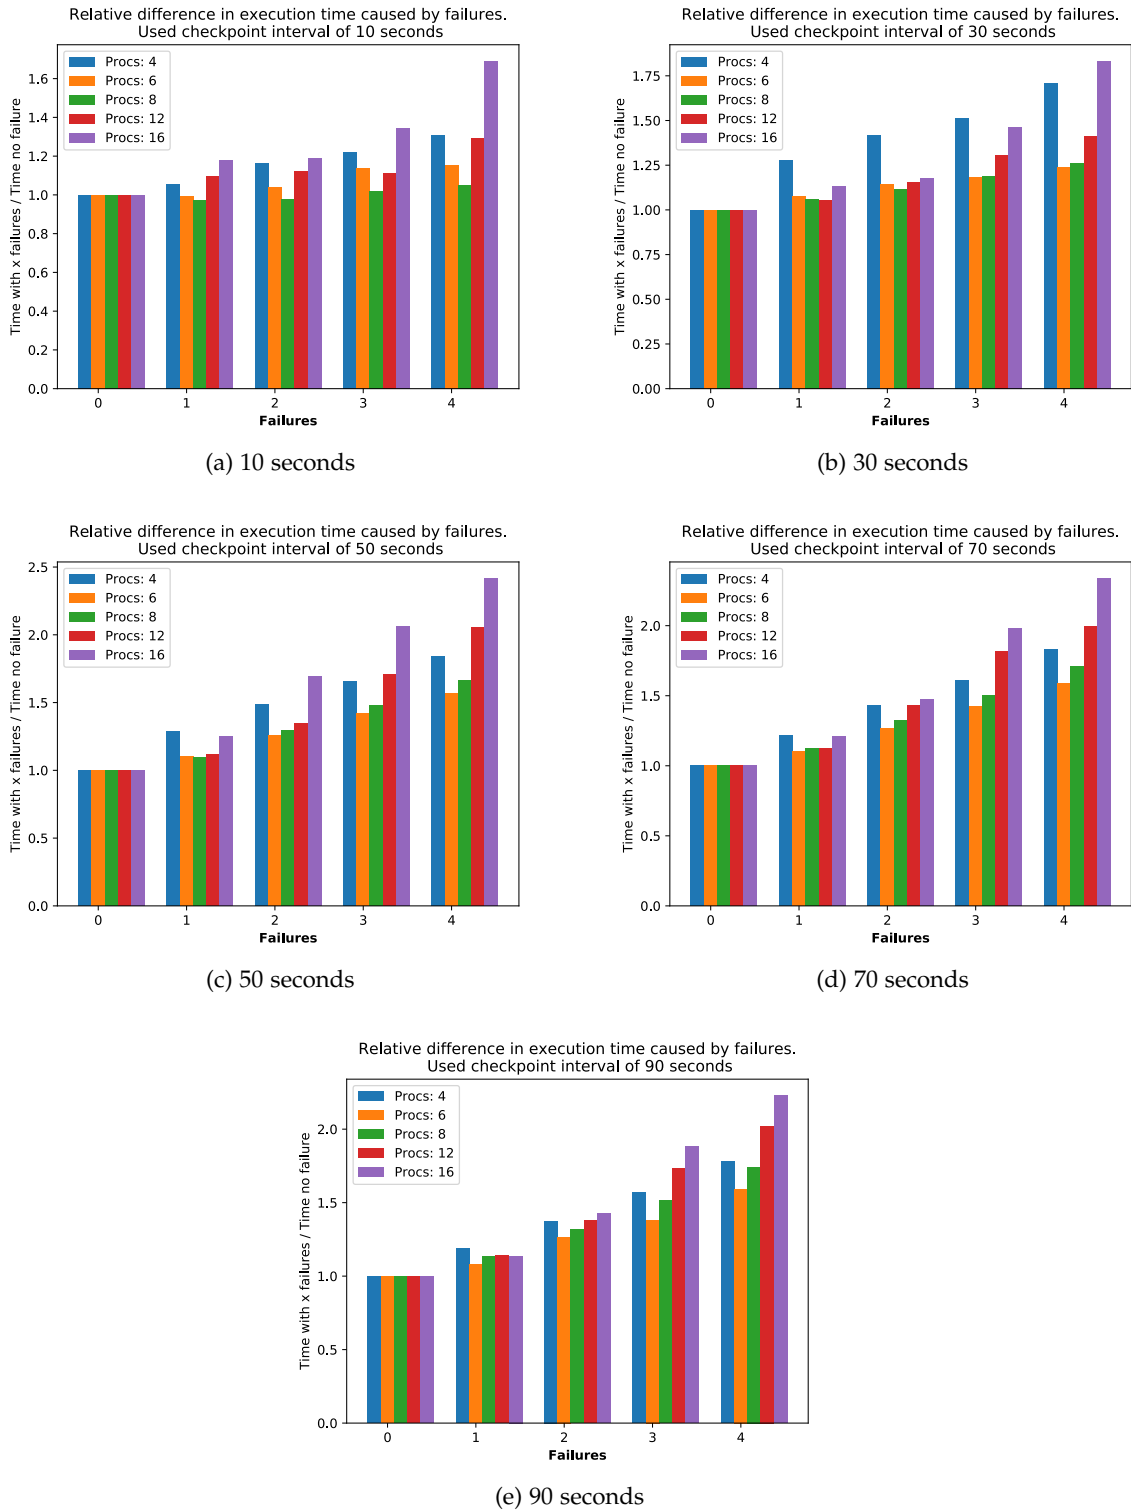 Relative difference in execution time caused by failures.
Used checkpoint interval of 10 seconds
Time with x failures / Time no failure
1.6
1.4
1.2
1.0
0.8
0.6
0.4
0.2
0.0
Procs: 4
Procs: 6
Procs: 8
Procs: 12
Procs: 16
0 1 2 3 4
Failures
(a) 10 seconds
Relative difference in execution time caused by failures.
Used checkpoint interval of 30 seconds
Time with x failures / Time no failure
1.75
1.50
1.25
1.00
0.75
0.50
0.25
0.00
Procs: 4
Procs: 6
Procs: 8
Procs: 12
Procs: 16
0 1 2 3 4
Failures
(b) 30 seconds
Relative difference in execution time caused by failures.
Used checkpoint interval of 50 seconds
Time with x failures / Time no failure
2.5
2.0
1.5
1.0
0.5
0.0
Procs: 4
Procs: 6
Procs: 8
Procs: 12
Procs: 16
0 1 2 3 4
Failures
(c) 50 seconds
Relative difference in execution time caused by failures.
Used checkpoint interval of 70 seconds
Time with x failures / Time no failure
2.0
1.5
1.0
0.5
0.0
Procs: 4
Procs: 6
Procs: 8
Procs: 12
Procs: 16
0 1 2 3 4
Failures
(d) 70 seconds
Relative difference in execution time caused by failures.
Used checkpoint interval of 90 seconds
Time with x failures / Time no failure
2.0
1.5
1.0
0.5
0.0
Procs: 4
Procs: 6
Procs: 8
Procs: 12
Procs: 16
0 1 2 3 4
Failures
(e) 90 seconds